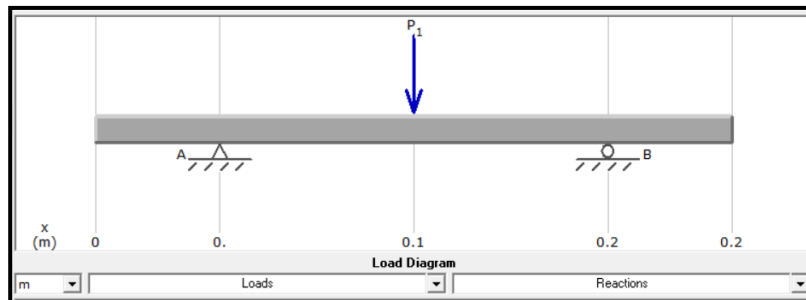 P1
A B
x
(m) 0 0. 0.1 0.2 0.2
Load Diagram
m Loads Reactions